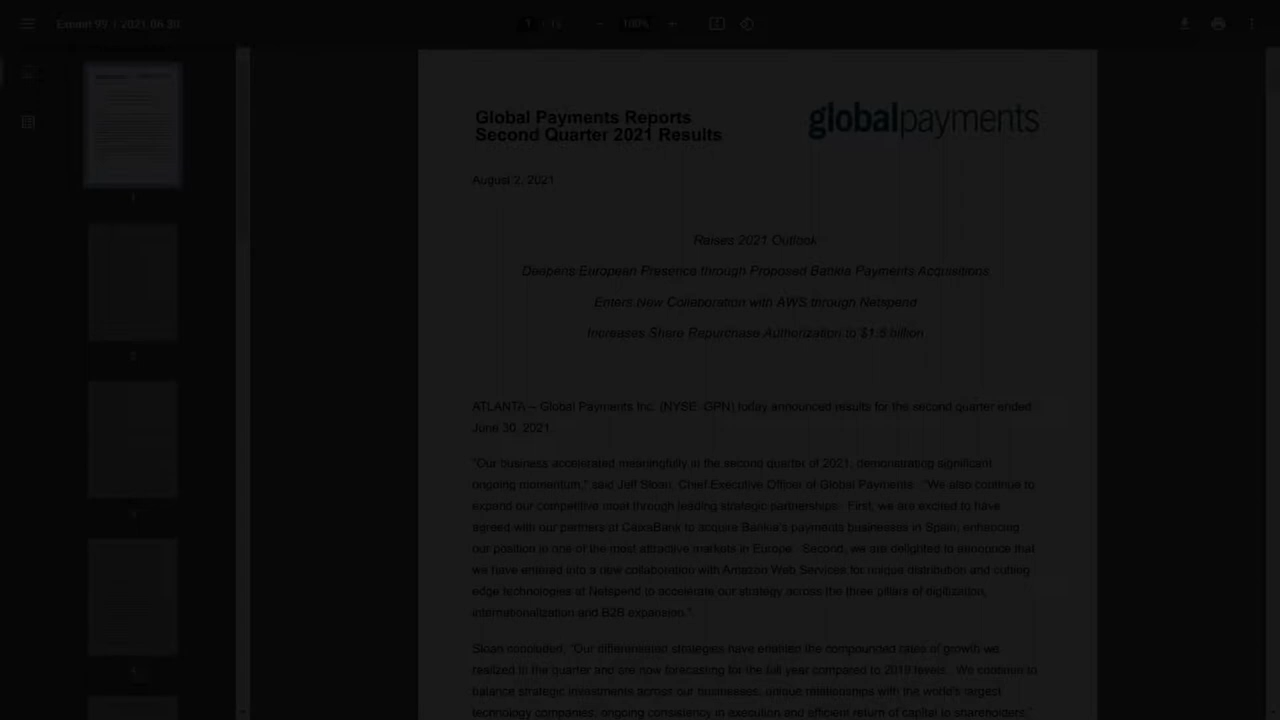 Exhibit 99.1 2021.06.30
1 / 15
100%
Global Payments Reports
Second Quarter 2021 Results
globalpayments
August 2, 2021
Raises 2021 Outlook
Deepens European Presence through Proposed Bankia Payments Acquisitions
Enters New Collaboration with AWS through Netspend
Increases Share Repurchase Authorization to $1.5 billion
ATLANTA -- Global Payments Inc. (NYSE: GPN) today announced results for the second quarter ended
June 30, 2021.
"Our business accelerated meaningfully in the second quarter of 2021, demonstrating significant
ongoing momentum," said Jeff Sloan, Chief Executive Officer of Global Payments. "We also continue to
expand our competitive moat through leading strategic partnerships. First, we are excited to have
agreed with our partners at CaixaBank to acquire Bankia's payments businesses in Spain, enhancing
our position in one of the most attractive markets in Europe. Second, we are delighted to announce that
we have entered into a new collaboration with Amazon Web Services for unique distribution and cutting
edge technologies at Netspend to accelerate our strategy across the three pillars of digitization,
internationalization and B2B expansion."
Sloan concluded, "Our differentiated strategies have enabled the compounded rates of growth we
realized in the quarter and are now forecasting for the full year compared to 2019 levels. We continue to
balance strategic investments across our businesses, unique relationships with the world's largest
technology companies, ongoing consistency in execution and efficient return of capital to shareholders."